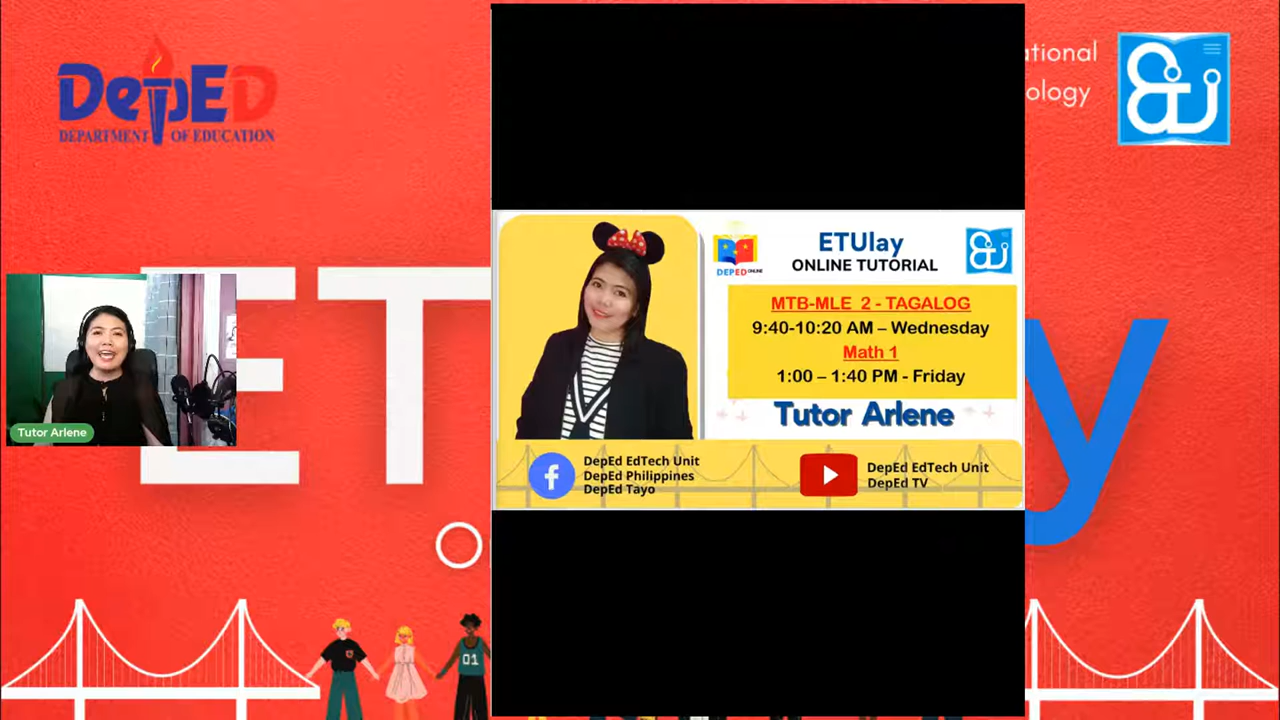 DepED
DEPARTMENT OF EDUCATION
ational
ology
ET
y
Tutor Arlene
01
DEPED ONLINE
ETUlay
ONLINE TUTORIAL
MTB-MLE 2 - TAGALOG
9:40-10:20 AM – Wednesday
Math 1
1:00 – 1:40 PM - Friday
Tutor Arlene
DepEd EdTech Unit
DepEd Philippines
DepEd Tayo
DepEd EdTech Unit
DepEd TV